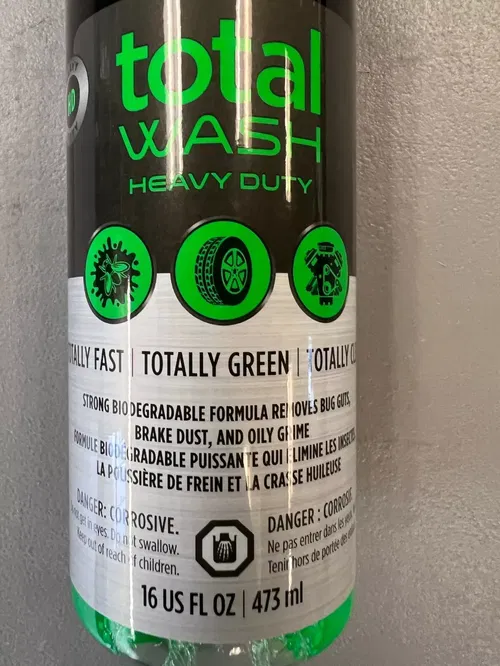 total
WASH
HEAVY DUTY
TALLY FAST | TOTALLY GREEN | TOTALLY CL
STRONG BIODEGRADABLE FORMULA REMOVES BUG GUTS,
BRAKE DUST, AND OILY GRIME
FORMULE BIODÉGRADABLE PUISSANTE QUI ÉLIMINE LES INSECTES
LA POUSSIÈRE DE FREIN ET LA CRASSE HUILEUSE
DANGER: CORROSIVE.
get in eyes. Do not swallow.
Keep out of reach of children.
DANGER : CORROSIF
Ne pas entrer dans les
Tenir hors de portée des
16 US FL OZ | 473 ml